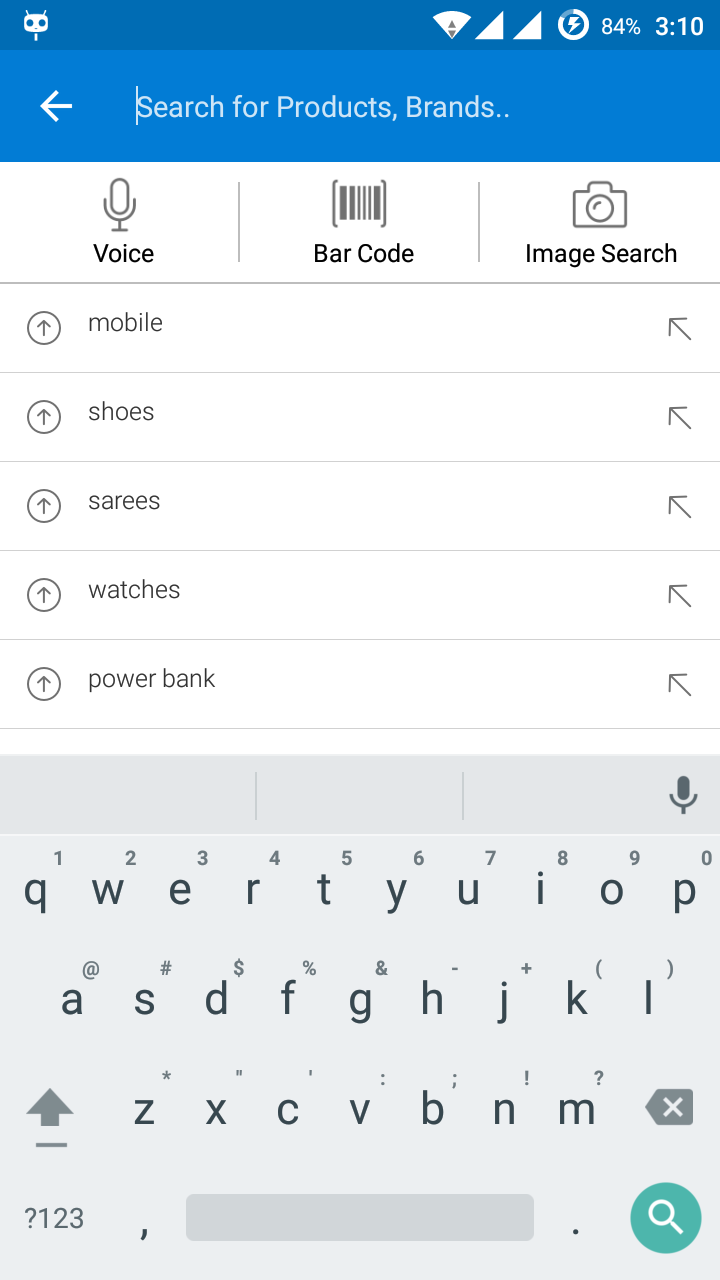 84% 3:10
Search for Products, Brands..
Voice Bar Code Image Search
mobile
shoes
sarees
watches
power bank
1 2 3 4 5 6 7 8 9 0
q w e r t y u i o p
@ # $ % & - + ( )
a s d f g h j k l
* " ' : ; ! ?
z x c v b n m
?123 , .